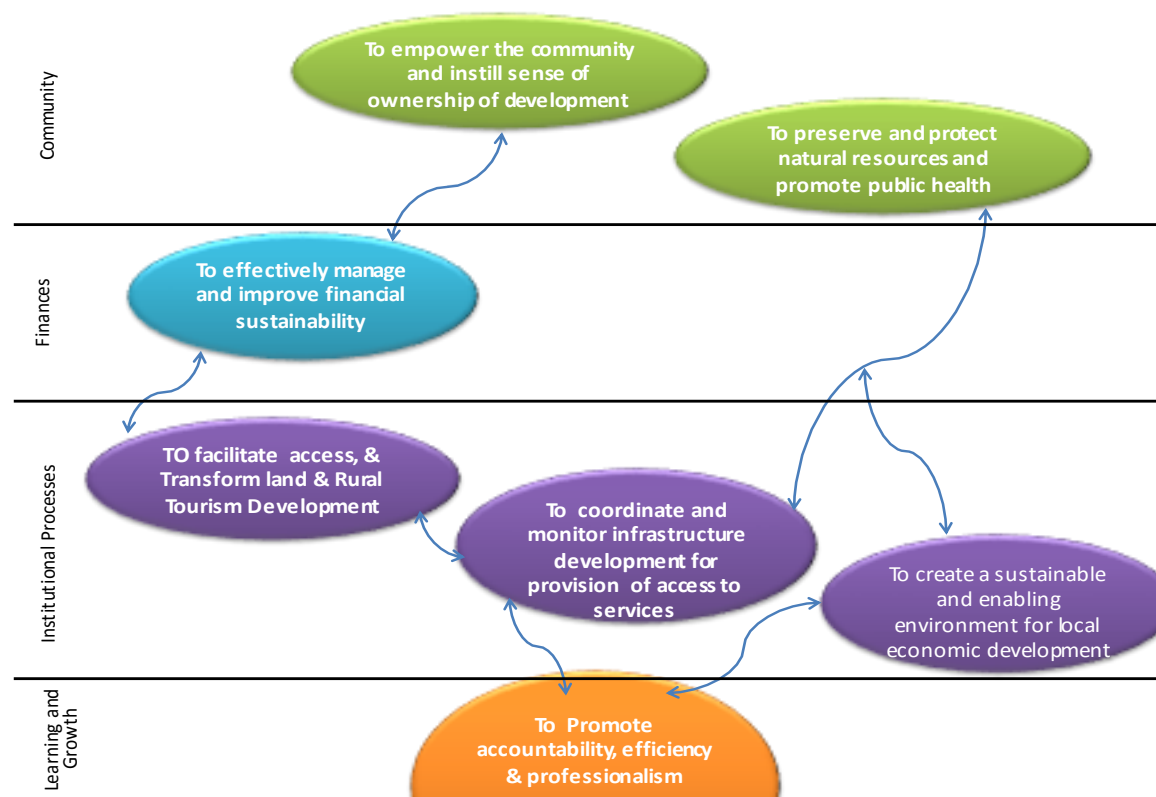 Community
To empower the community
and instill sense of
ownership of development
To preserve and protect
natural resources and
promote public health
Finances
To effectively manage
and improve financial
sustainability
Institutional Processes
TO facilitate access, &
Transform land & Rural
Tourism Development
To coordinate and
monitor infrastructure
development for
provision of access to
services
To create a sustainable
and enabling
environment for local
economic development
Learning and
Growth
To Promote
accountability, efficiency
& professionalism